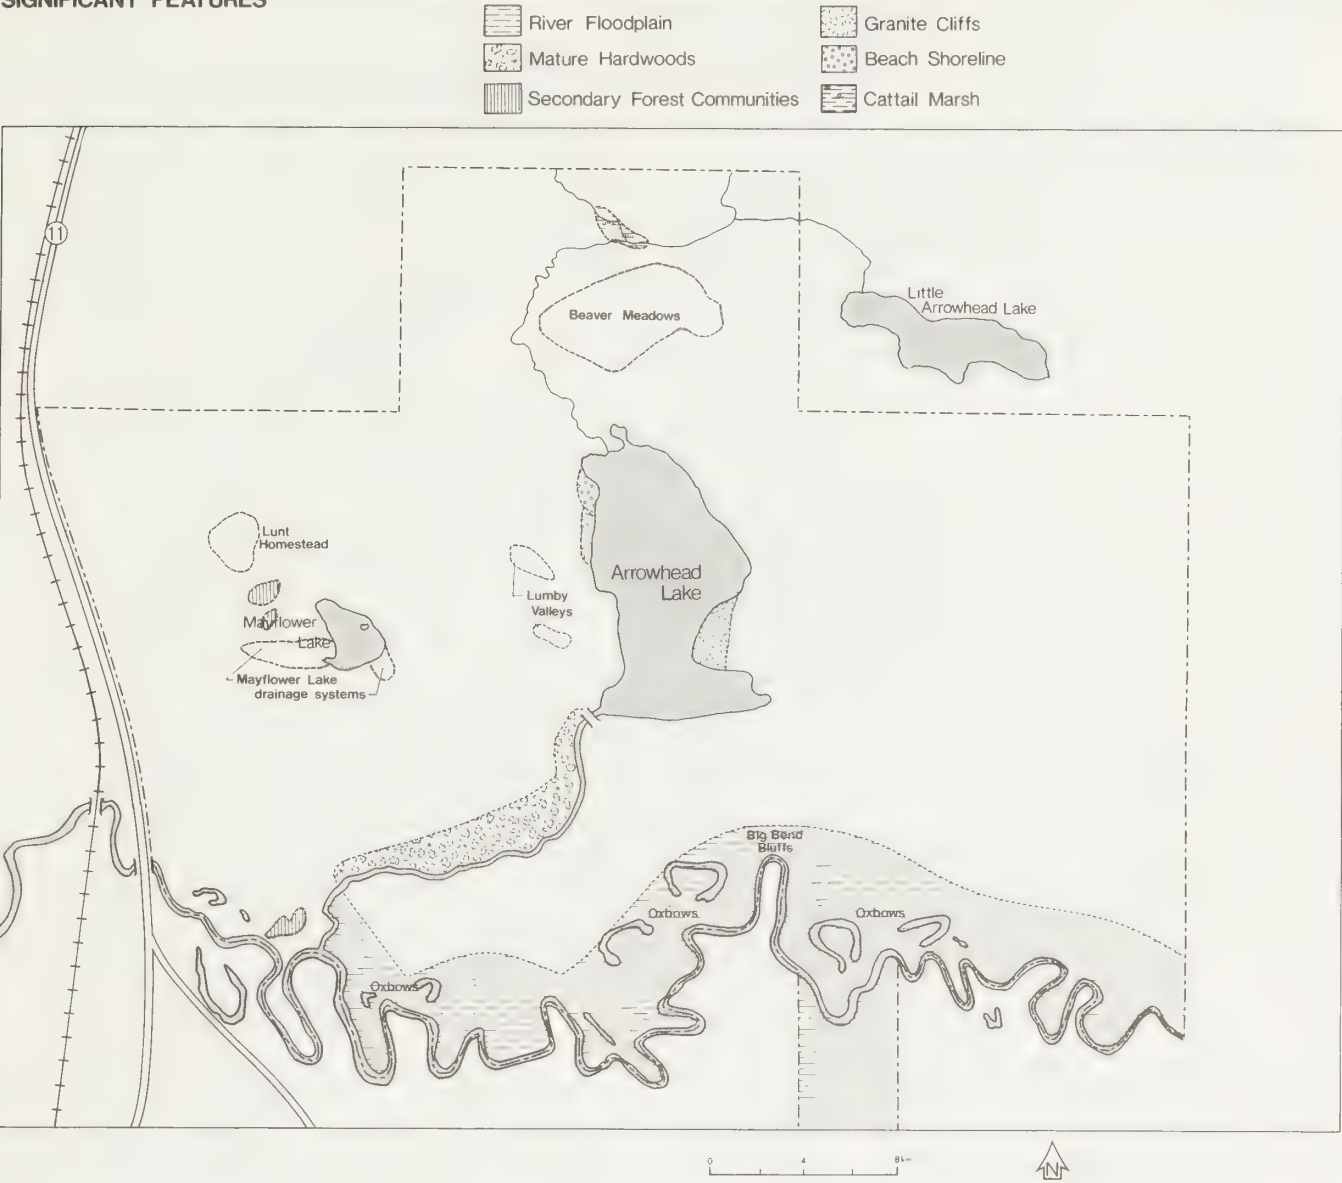 SIGNIFICANT FEATURES
River Floodplain
Granite Cliffs
Mature Hardwoods
Beach Shoreline
Secondary Forest Communities
Cattail Marsh
11
Little
Arrowhead Lake
Beaver Meadows
Lunt
Homestead
Arrowhead
Lake
Lumby
Valleys
Mayflower
Lake
Mayflower Lake
drainage systems
Big Bend
Bluffs
Oxbows
Oxbows
Oxbows
0 4 8 km
N